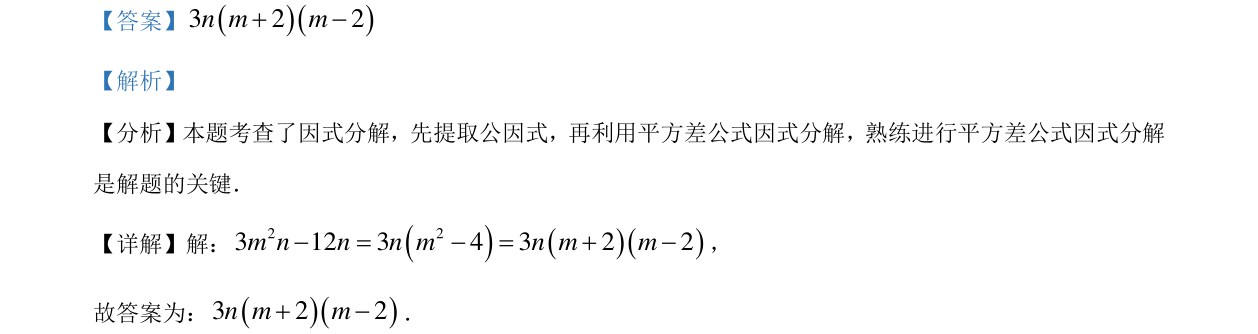 【答案】3n(m+2)(m−2)
【解析】
【分析】本题考查了因式分解，先提取公因式，再利用平方差公式因式分解，熟练进行平方差公式因式分解
是解题的关键．
【详解】解：3m²n−12n=3n(m²−4)=3n(m+2)(m−2)，
故答案为：3n(m+2)(m−2)．